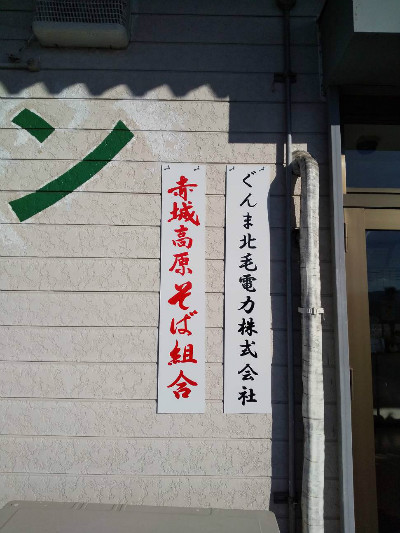 ン
ぐんま北毛電力株式会社
赤城高原そば組合